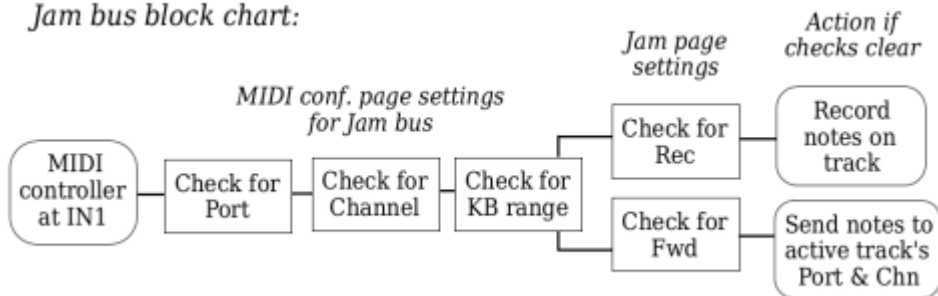 Jam bus block chart:
Action if
checks clear
Jam page
settings
MIDI conf. page settings
for Jam bus
MIDI
controller
at IN1
Check for
Port
Check for
Channel
Check for
KB range
Check for
Rec
Record
notes on
track
Check for
Fwd
Send notes to
active track's
Port & Chn